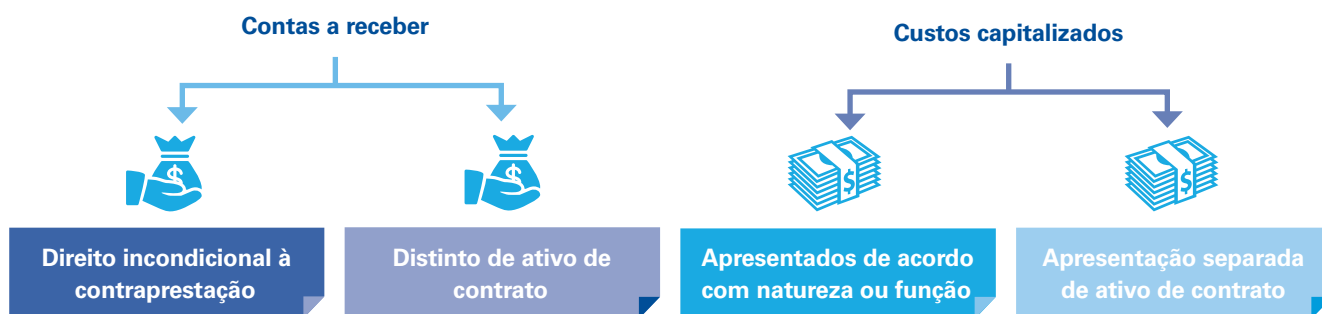 Contas a receber
Custos capitalizados
Direito incondicional à
contraprestação
Distinto de ativo de
contrato
Apresentados de acordo
com natureza ou função
Apresentação separada
de ativo de contrato